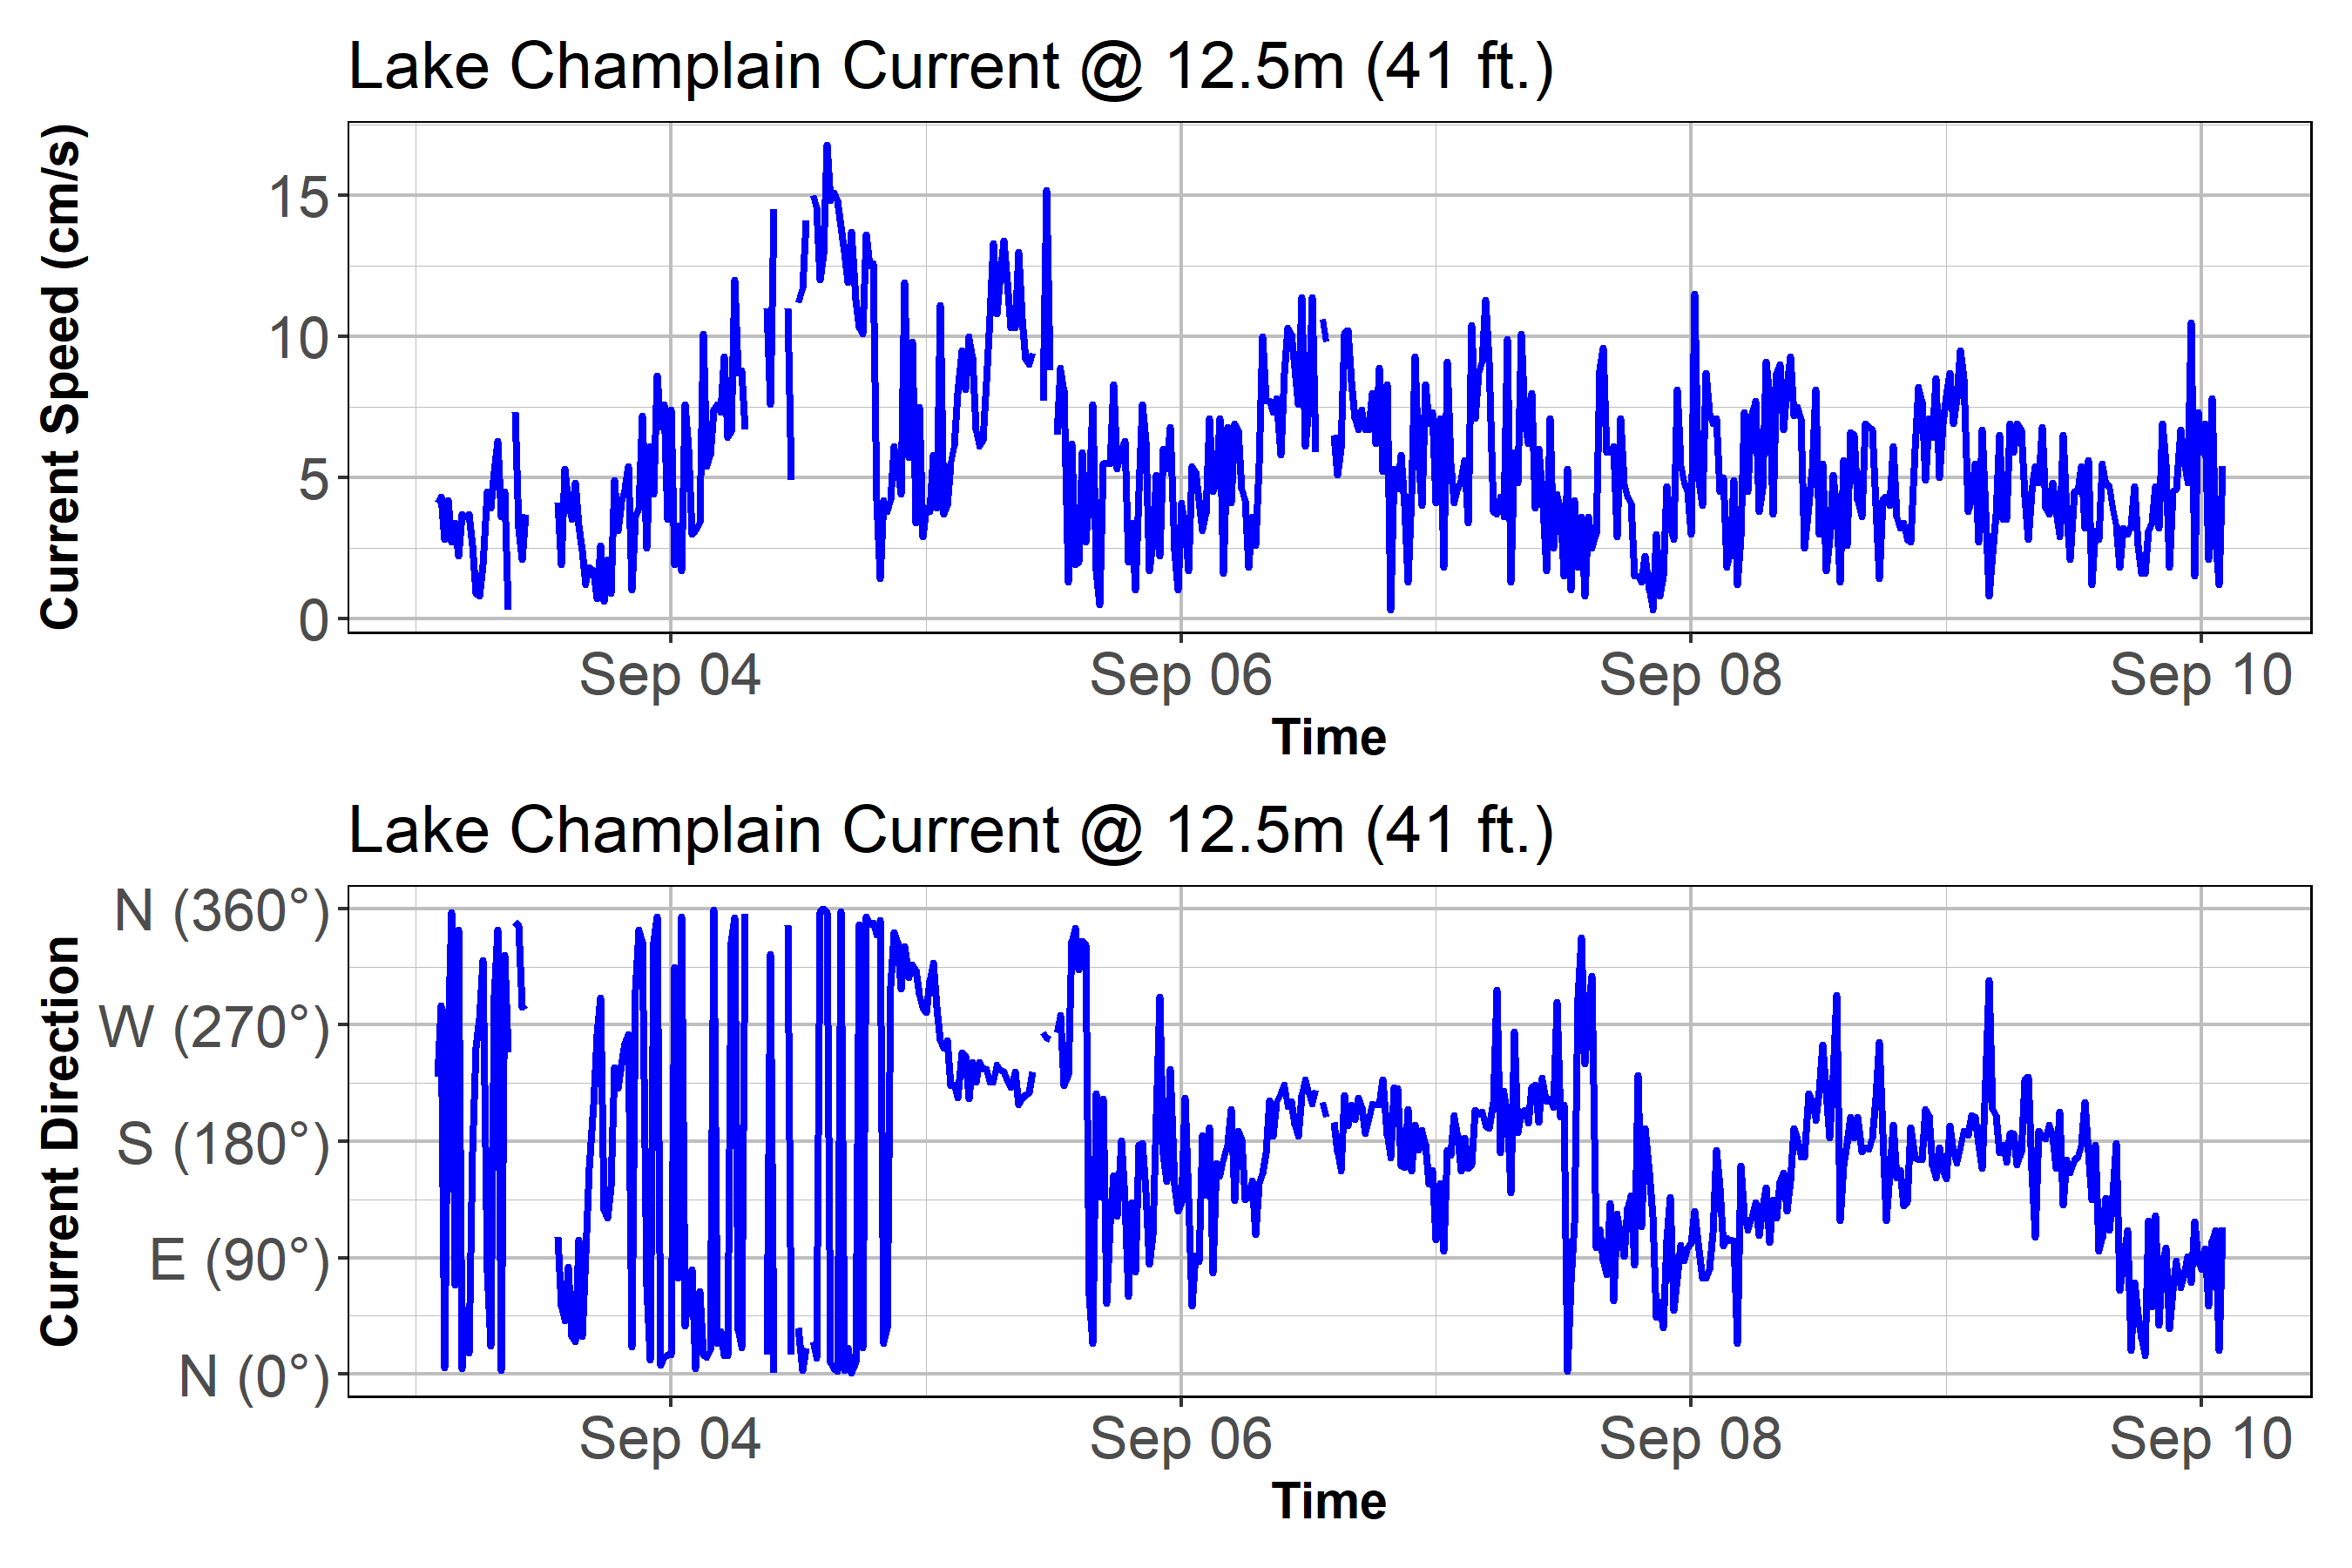 Lake Champlain Current @ 12.5m (41 ft.)
Current Speed (cm/s)
15
10
5
0
Sep 04 Sep 06 Sep 08 Sep 10
Time
Lake Champlain Current @ 12.5m (41 ft.)
Current Direction
N (360°)
W (270°)
S (180°)
E (90°)
N (0°)
Sep 04 Sep 06 Sep 08 Sep 10
Time